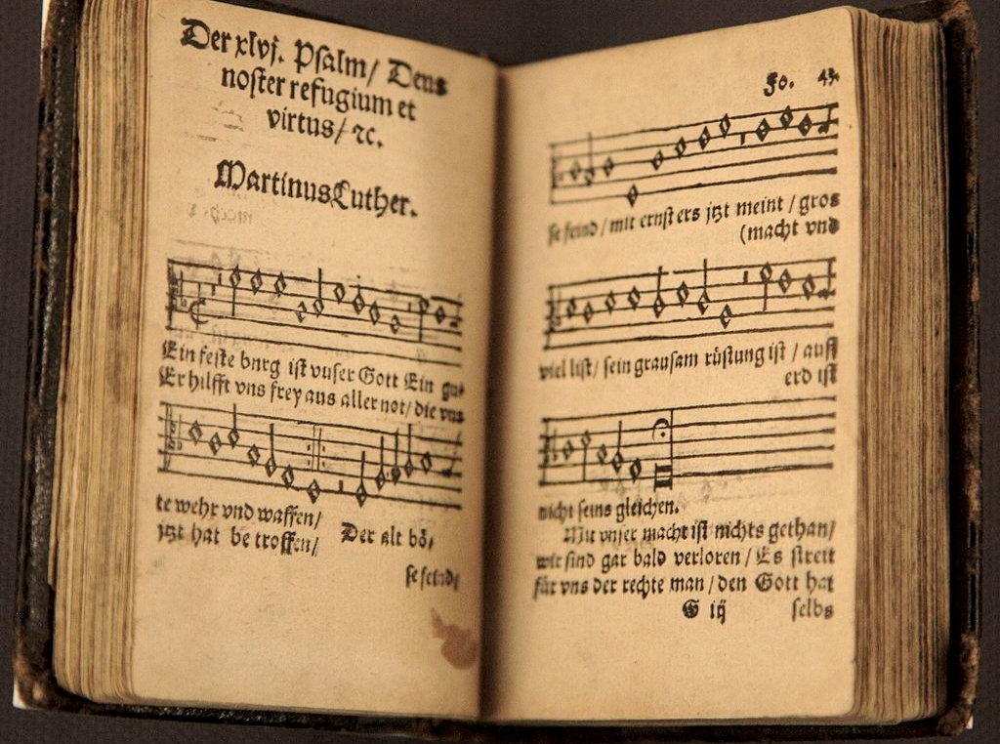 Der xlvj. Psalm/ Deus
noster refugium et
virtus/ ꝛc.
Martinus Luther.
Ein feste bnrg ist vnser Gott Ein gu-
Er hilfft vns frey aus aller not/ die vns
te wehr vnd waffen/
jtzt hat be troffen/ Der alt bö-
se feind/
Fo. 43.
se feind/ mit ernst ers jtzt meint/ gros
(macht vnd
viel list/ sein grausam rüstung ist/ auff
erd ist
nicht seins gleichen.
Mit vnser macht ist nichts gethan/
wir sind gar bald verloren/ Es streit
für vns der rechte man/ den Gott hat
G iij selbs